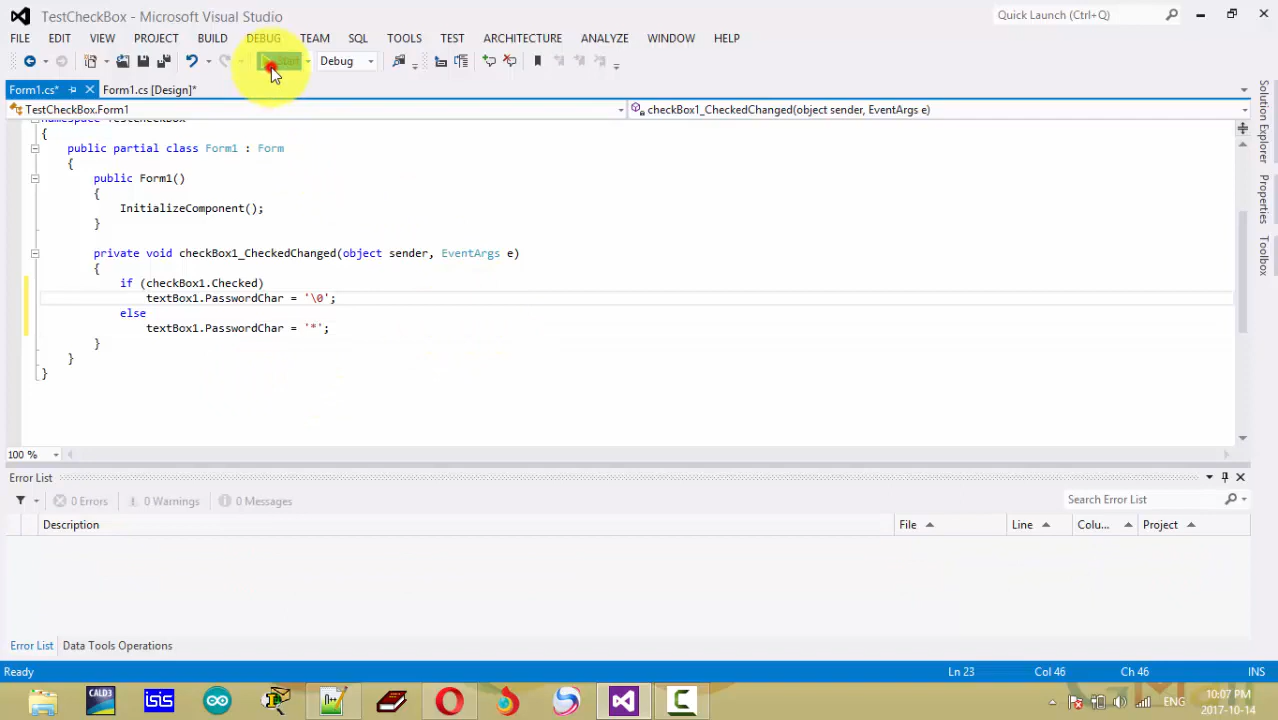 TestCheckBox - Microsoft Visual Studio
Quick Launch (Ctrl+Q)
FILE EDIT VIEW PROJECT BUILD DEBUG TEAM SQL TOOLS TEST ARCHITECTURE ANALYZE WINDOW HELP
Start Debug
Form1.cs* Form1.cs [Design]*
TestCheckBox.Form1 checkBox1_CheckedChanged(object sender, EventArgs e)
namespace TestCheckBox
{
public partial class Form1 : Form
{
public Form1()
{
InitializeComponent();
}
private void checkBox1_CheckedChanged(object sender, EventArgs e)
{
if (checkBox1.Checked)
textBox1.PasswordChar = '\0';
else
textBox1.PasswordChar = '*';
}
}
}
Solution Explorer
Properties
Toolbox
100 %
Error List
0 Errors 0 Warnings 0 Messages
Search Error List
Description File Line Colu... Project
Error List Data Tools Operations
Ready Ln 23 Col 46 Ch 46 INS
CALD3 isis n++ ENG
10:07 PM
2017-10-14